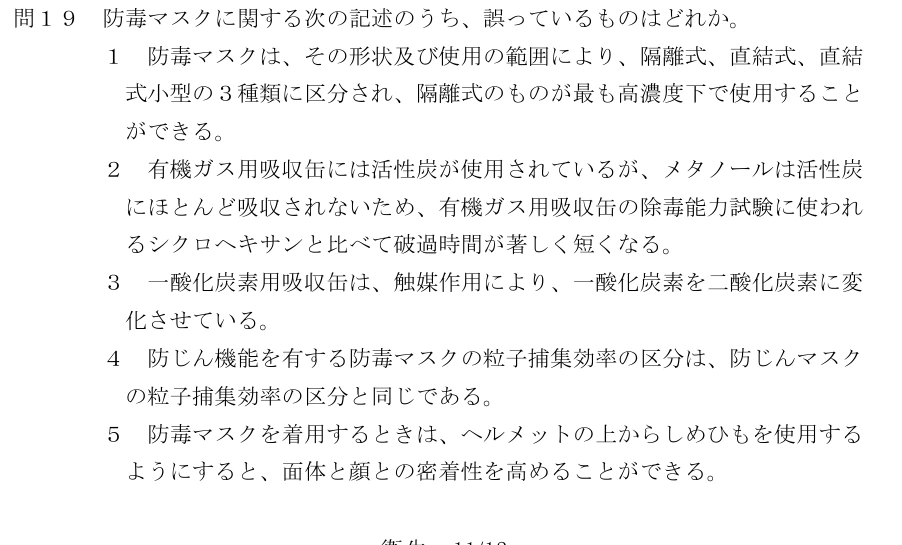 問１９　防毒マスクに関する次の記述のうち、誤っているものはどれか。
１　防毒マスクは、その形状及び使用の範囲により、隔離式、直結式、直結
式小型の３種類に区分され、隔離式のものが最も高濃度下で使用すること
ができる。
２　有機ガス用吸収缶には活性炭が使用されているが、メタノールは活性炭
にほとんど吸収されないため、有機ガス用吸収缶の除毒能力試験に使われ
るシクロヘキサンと比べて破過時間が著しく短くなる。
３　一酸化炭素用吸収缶は、触媒作用により、一酸化炭素を二酸化炭素に変
化させている。
４　防じん機能を有する防毒マスクの粒子捕集効率の区分は、防じんマスク
の粒子捕集効率の区分と同じである。
５　防毒マスクを着用するときは、ヘルメットの上からしめひもを使用する
ようにすると、面体と顔との密着性を高めることができる。